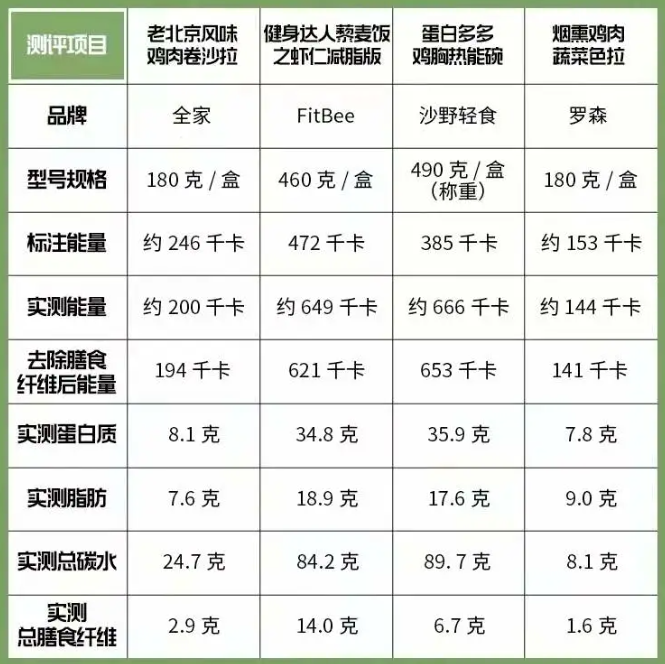 测评项目 老北京风味鸡肉卷沙拉 健身达人藜麦饭之虾仁减脂版 蛋白多多鸡胸热能碗 烟熏鸡肉蔬菜色拉
品牌 全家 FitBee 沙野轻食 罗森
型号规格 180 克 / 盒 460 克 / 盒 490 克 / 盒（称重） 180 克 / 盒
标注能量 约 246 千卡 472 千卡 385 千卡 约 153 千卡
实测能量 约 200 千卡 约 649 千卡 约 666 千卡 约 144 千卡
去除膳食纤维后能量 194 千卡 621 千卡 653 千卡 141 千卡
实测蛋白质 8.1 克 34.8 克 35.9 克 7.8 克
实测脂肪 7.6 克 18.9 克 17.6 克 9.0 克
实测总碳水 24.7 克 84.2 克 89.7 克 8.1 克
实测总膳食纤维 2.9 克 14.0 克 6.7 克 1.6 克